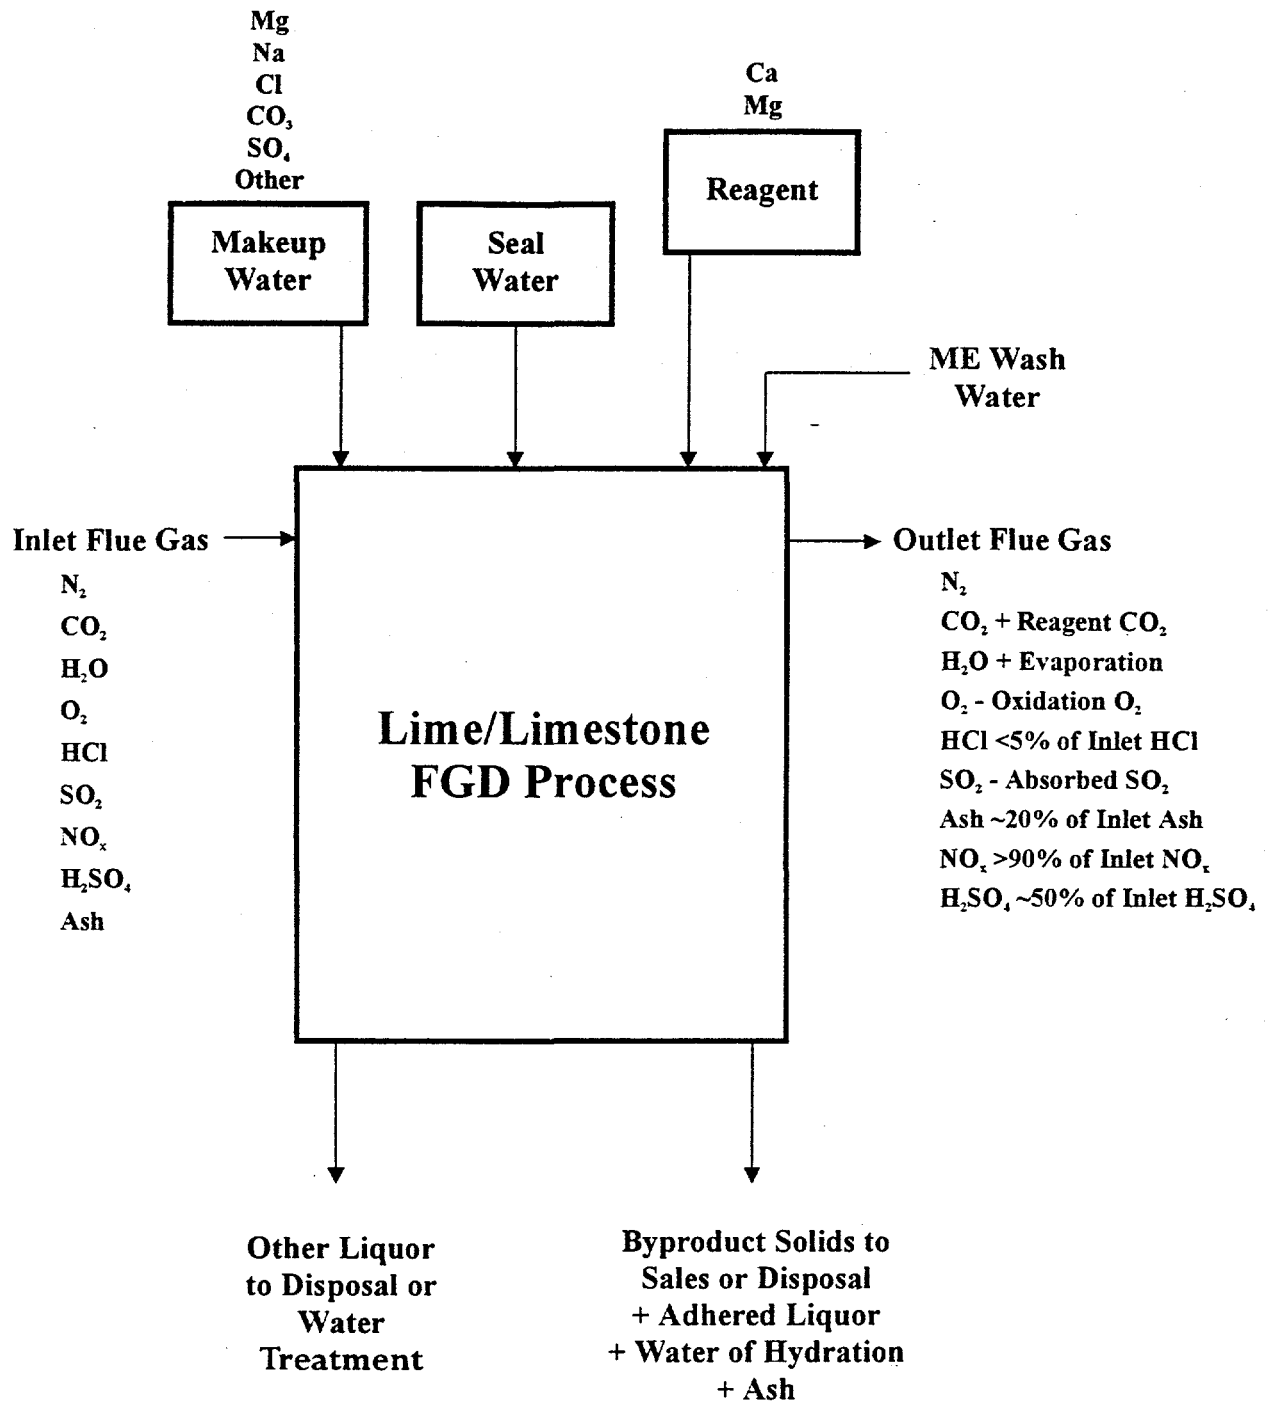 Mg
Na
Cl
CO₃
SO₄
Other
Makeup
Water
Seal
Water
Ca
Mg
Reagent
ME Wash
Water
Inlet Flue Gas
N₂
CO₂
H₂O
O₂
HCl
SO₂
NOₓ
H₂SO₄
Ash
Lime/Limestone
FGD Process
Outlet Flue Gas
N₂
CO₂ + Reagent CO₂
H₂O + Evaporation
O₂ - Oxidation O₂
HCl <5% of Inlet HCl
SO₂ - Absorbed SO₂
Ash ~20% of Inlet Ash
NOₓ >90% of Inlet NOₓ
H₂SO₄ ~50% of Inlet H₂SO₄
Other Liquor
to Disposal or
Water
Treatment
Byproduct Solids to
Sales or Disposal
+ Adhered Liquor
+ Water of Hydration
+ Ash